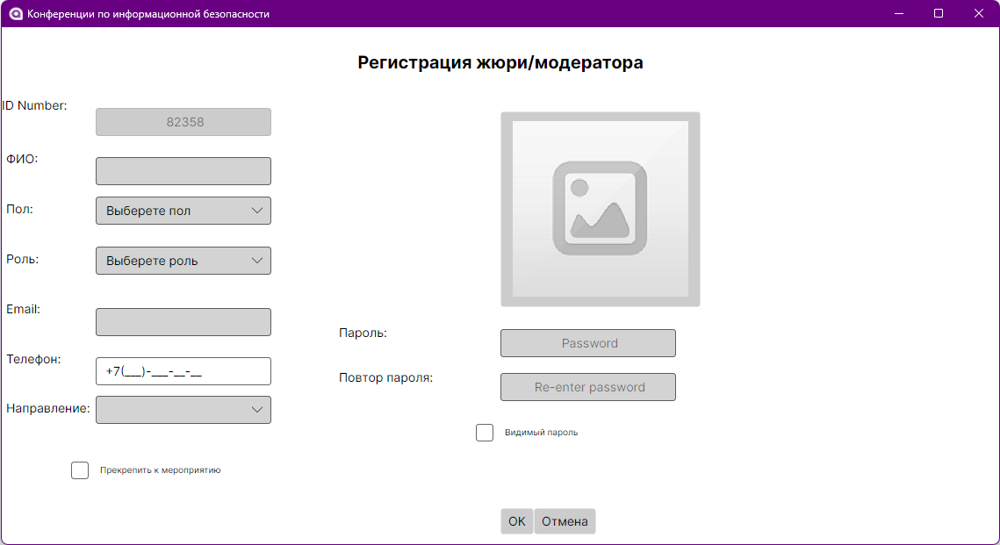 Конференции по информационной безопасности
Регистрация жюри/модератора
ID Number:
82358
ФИО:
Пол:
Выберете пол
Роль:
Выберете роль
Email:
Телефон:
+7(___)-___-__-__
Направление:
Прекрепить к мероприятию
Пароль:
Password
Повтор пароля:
Re-enter password
Видимый пароль
OK
Отмена